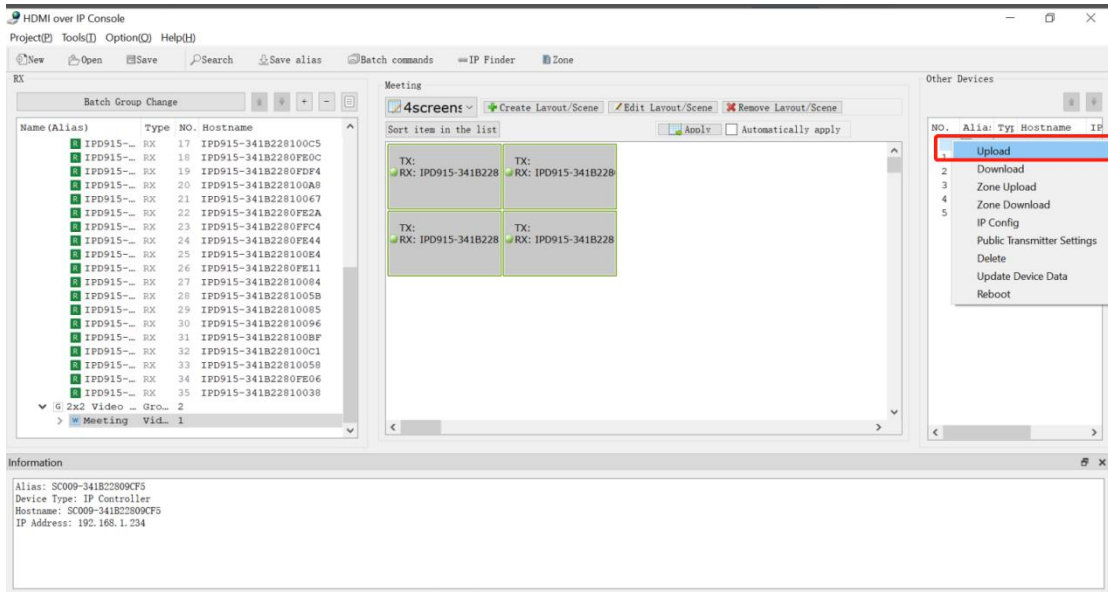 HDMI over IP Console
Project(P) Tools(T) Option(O) Help(H)
New Open Save Search Save alias Batch commands IP Finder Zone
RX
Batch Group Change
Name(Alias) Type NO. Hostname
R IPD915-… RX 17 IPD915-341B228100C5
R IPD915-… RX 18 IPD915-341B2280FE0C
R IPD915-… RX 19 IPD915-341B2280FDF4
R IPD915-… RX 20 IPD915-341B228100A8
R IPD915-… RX 21 IPD915-341B22810067
R IPD915-… RX 22 IPD915-341B2280FE2A
R IPD915-… RX 23 IPD915-341B2280FFC4
R IPD915-… RX 24 IPD915-341B2280FE44
R IPD915-… RX 25 IPD915-341B228100E4
R IPD915-… RX 26 IPD915-341B2280FE11
R IPD915-… RX 27 IPD915-341B22810084
R IPD915-… RX 28 IPD915-341B2281005B
R IPD915-… RX 29 IPD915-341B22810085
R IPD915-… RX 30 IPD915-341B22810096
R IPD915-… RX 31 IPD915-341B228100BF
R IPD915-… RX 32 IPD915-341B228100C1
R IPD915-… RX 33 IPD915-341B22810058
R IPD915-… RX 34 IPD915-341B2280FE06
R IPD915-… RX 35 IPD915-341B22810038
G 2x2 Video … Gro… 2
W Meeting Vid… 1
Meeting
4screens Create Layout/Scene Edit Layout/Scene Remove Layout/Scene
Sort item in the list Apply Automatically apply
TX: TX:
RX: IPD915-341B228 RX: IPD915-341B228
TX: TX:
RX: IPD915-341B228 RX: IPD915-341B228
Other Devices
NO. Alia: Typ Hostname IP
1
2
3
4
5
Upload
Download
Zone Upload
Zone Download
IP Config
Public Transmitter Settings
Delete
Update Device Data
Reboot
Information
Alias: SC009-341B22809CF5
Device Type: IP Controller
Hostname: SC009-341B22809CF5
IP Address: 192.168.1.234